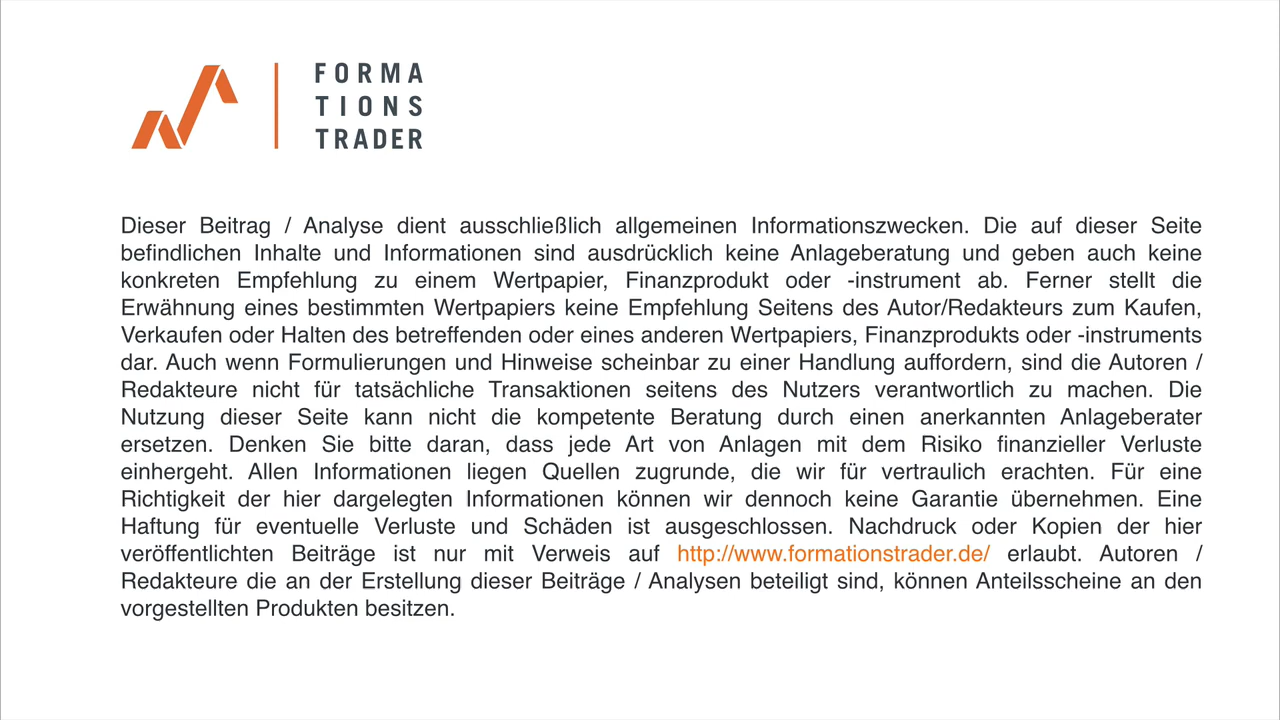 FORMA
TIONS
TRADER
Dieser Beitrag / Analyse dient ausschließlich allgemeinen Informationszwecken. Die auf dieser Seite
befindlichen Inhalte und Informationen sind ausdrücklich keine Anlageberatung und geben auch keine
konkreten Empfehlung zu einem Wertpapier, Finanzprodukt oder -instrument ab. Ferner stellt die
Erwähnung eines bestimmten Wertpapiers keine Empfehlung Seitens des Autor/Redakteurs zum Kaufen,
Verkaufen oder Halten des betreffenden oder eines anderen Wertpapiers, Finanzprodukts oder -instruments
dar. Auch wenn Formulierungen und Hinweise scheinbar zu einer Handlung auffordern, sind die Autoren /
Redakteure nicht für tatsächliche Transaktionen seitens des Nutzers verantwortlich zu machen. Die
Nutzung dieser Seite kann nicht die kompetente Beratung durch einen anerkannten Anlageberater
ersetzen. Denken Sie bitte daran, dass jede Art von Anlagen mit dem Risiko finanzieller Verluste
einhergeht. Allen Informationen liegen Quellen zugrunde, die wir für vertraulich erachten. Für eine
Richtigkeit der hier dargelegten Informationen können wir dennoch keine Garantie übernehmen. Eine
Haftung für eventuelle Verluste und Schäden ist ausgeschlossen. Nachdruck oder Kopien der hier
veröffentlichten Beiträge ist nur mit Verweis auf http://www.formationstrader.de/ erlaubt. Autoren /
Redakteure die an der Erstellung dieser Beiträge / Analysen beteiligt sind, können Anteilsscheine an den
vorgestellten Produkten besitzen.